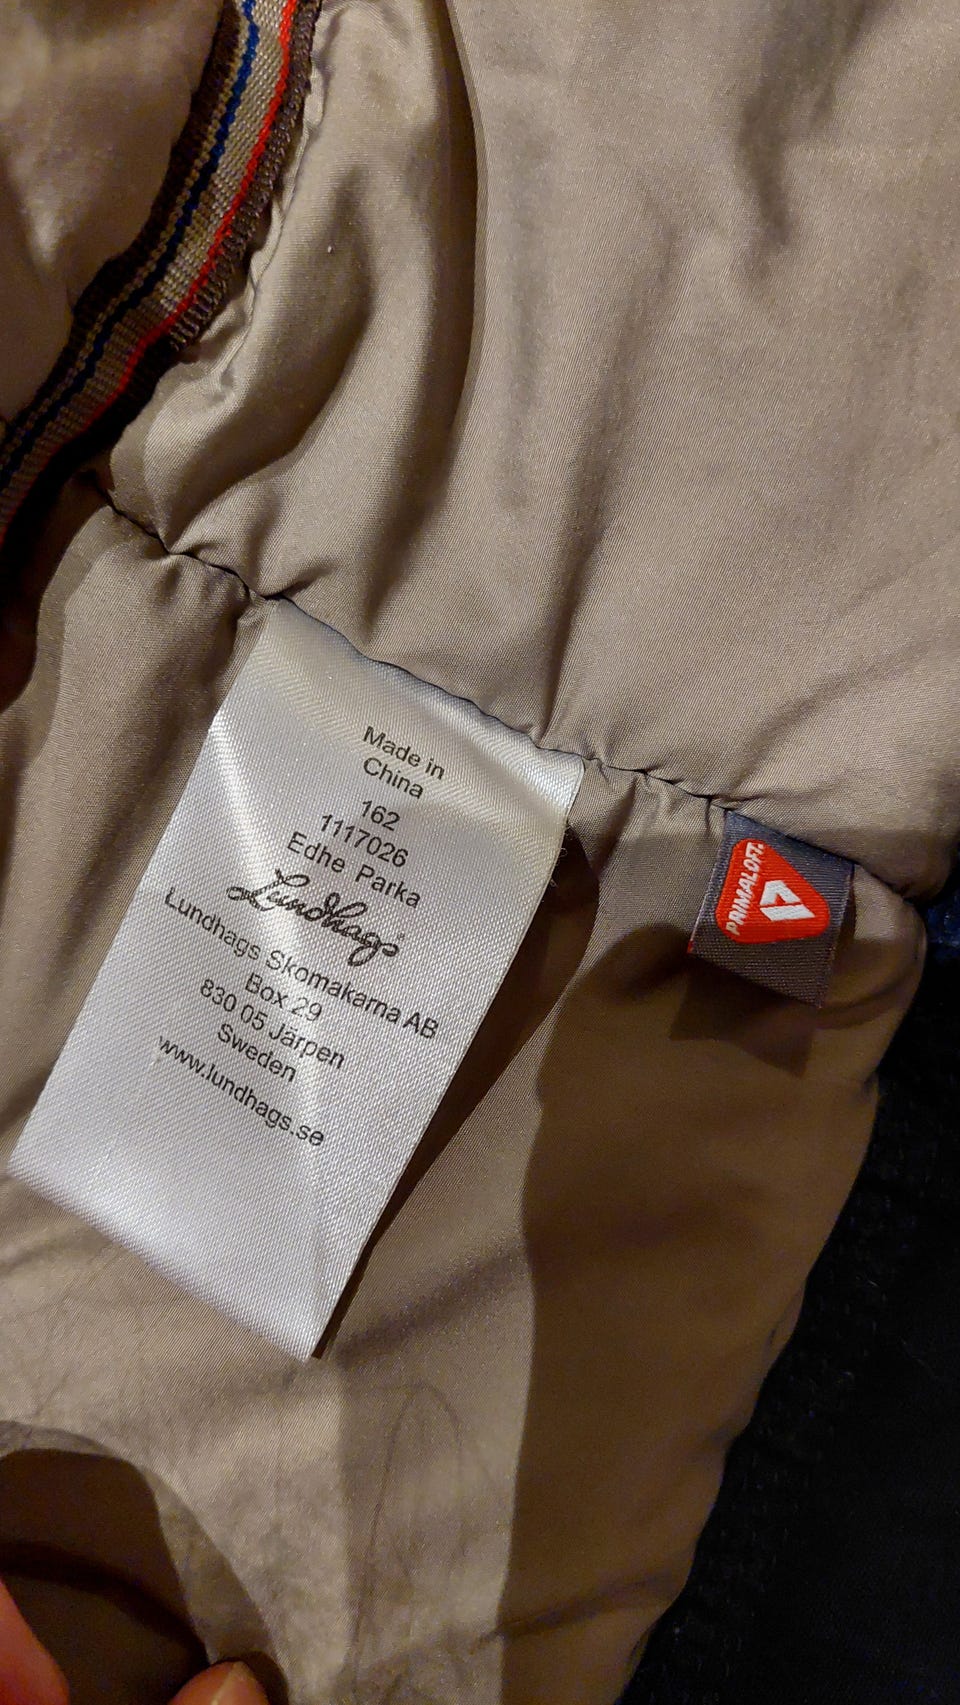 Made in
China
162
1117026
Edhe Parka
Lundhags
Lundhags Skomakarna AB
Box 29
830 05 Järpen
Sweden
www.lundhags.se
PRIMALOFT